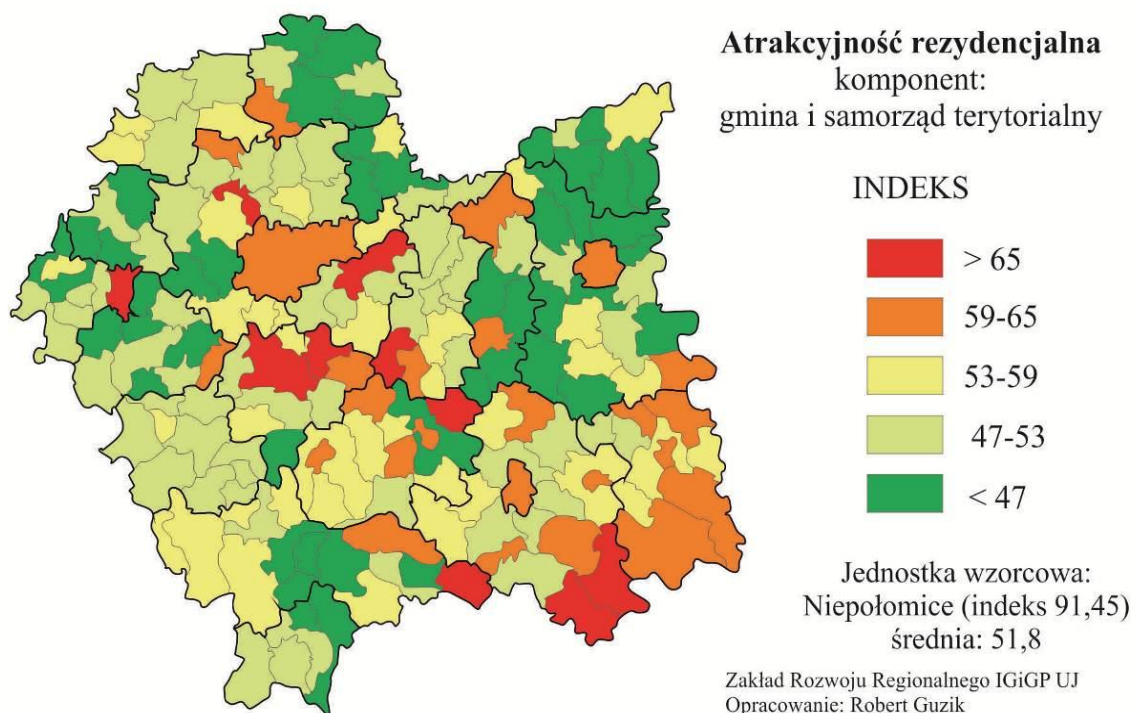 Atrakcyjność rezydencjalna
komponent:
gmina i samorząd terytorialny
INDEKS
> 65
59-65
53-59
47-53
< 47
Jednostka wzorcowa:
Niepołomice (indeks 91,45)
średnia: 51,8
Zakład Rozwoju Regionalnego IGiGP UJ
Opracowanie: Robert Guzik